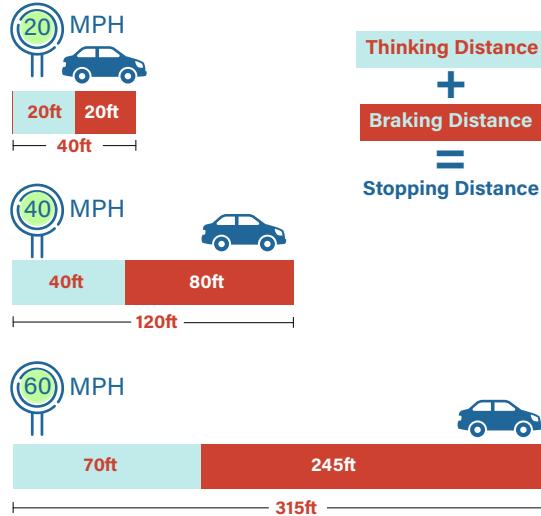 20 MPH
20ft 20ft
40ft
Thinking Distance
+
Braking Distance
=
Stopping Distance
40 MPH
40ft 80ft
120ft
60 MPH
70ft 245ft
315ft